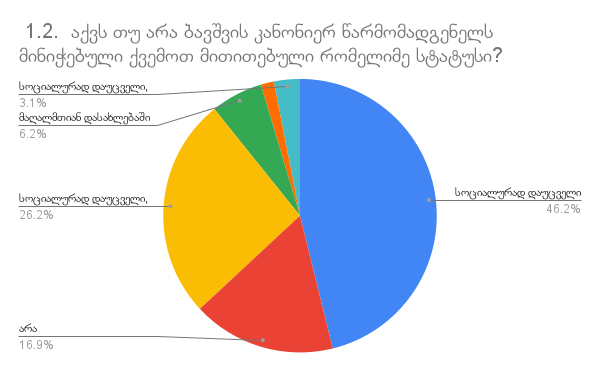 1.2. აქვს თუ არა ბავშვის კანონიერ წარმომადგენელს
მინიჭებული ქვემოთ მითითებული რომელიმე სტატუსი?
სოციალურად დაუცველი,
3.1%
მაღალმთიან დასახლებაში
6.2%
სოციალურად დაუცველი,
26.2%
სოციალურად დაუცველი
46.2%
არა
16.9%